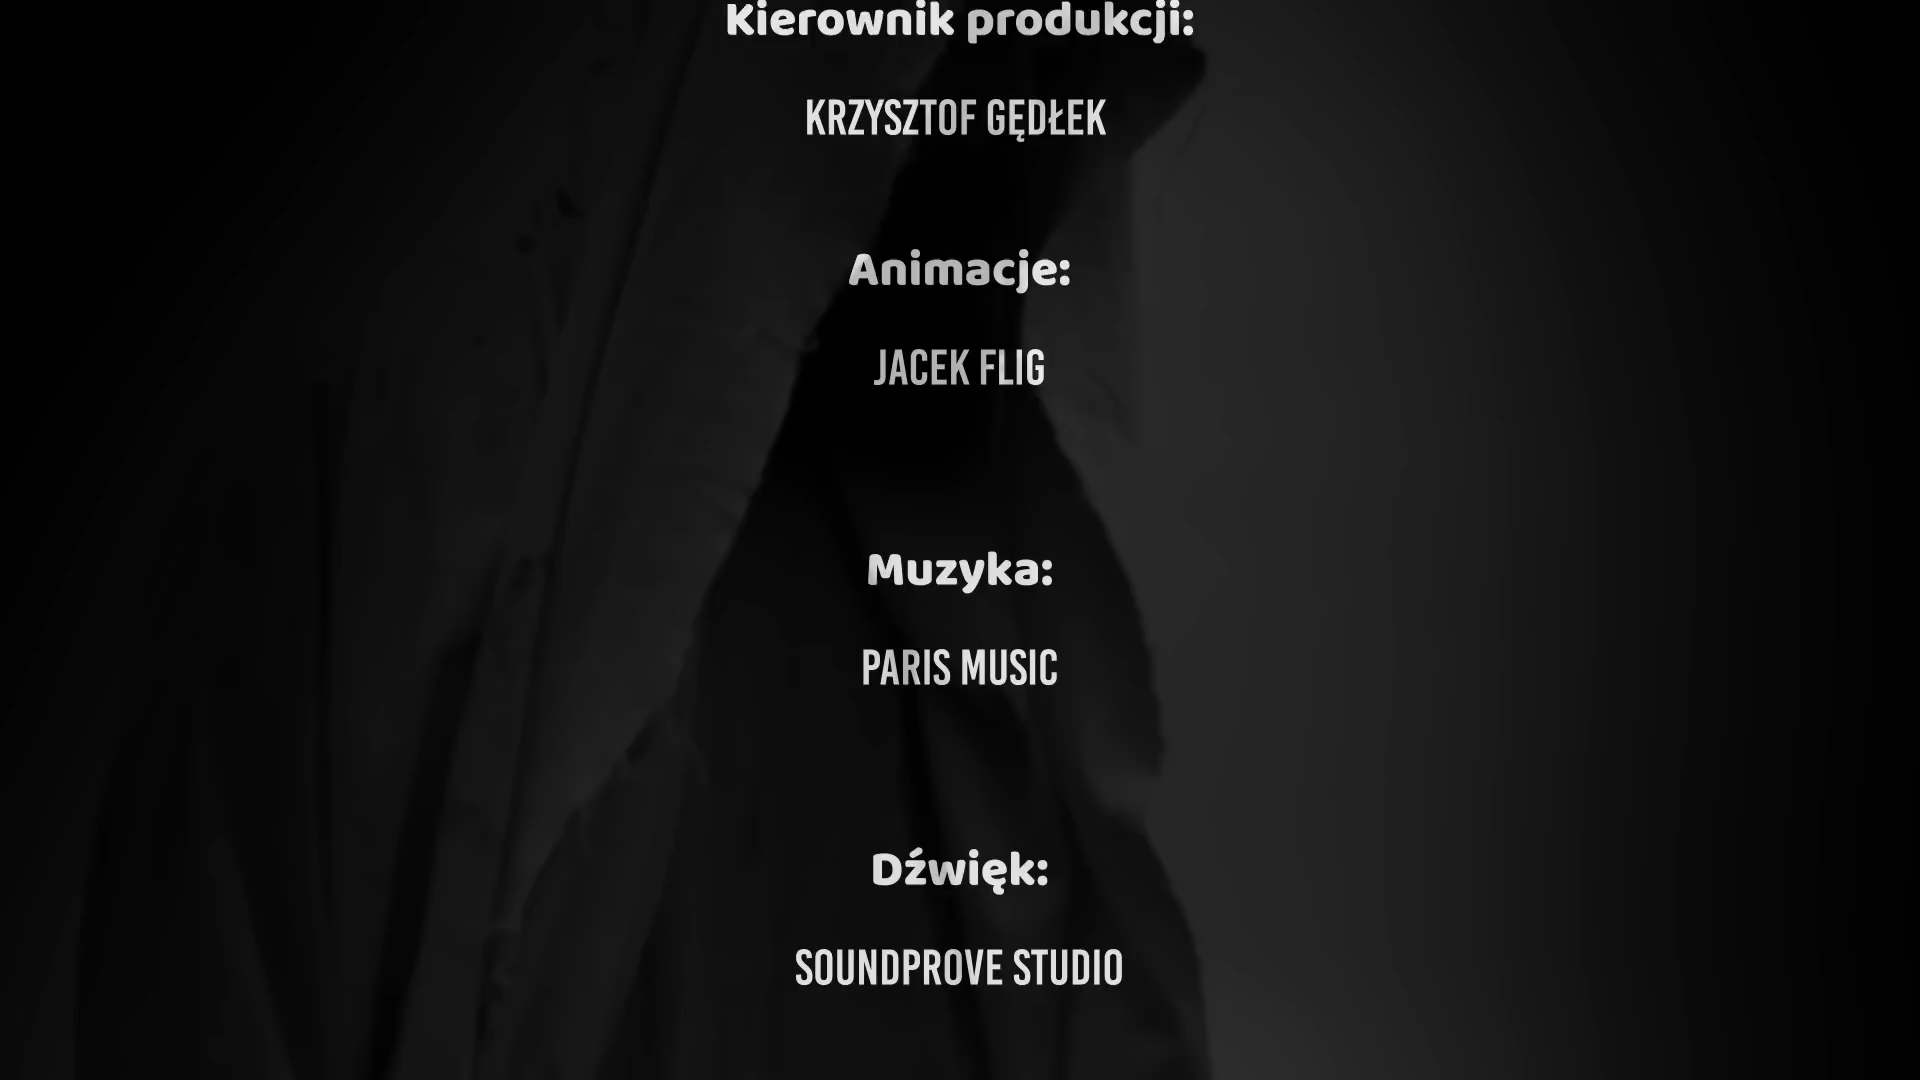 Kierownik produkcji:
KRZYSZTOF GĘDŁEK
Animacje:
JACEK FLIG
Muzyka:
PARIS MUSIC
Dźwięk:
SOUNDPROVE STUDIO